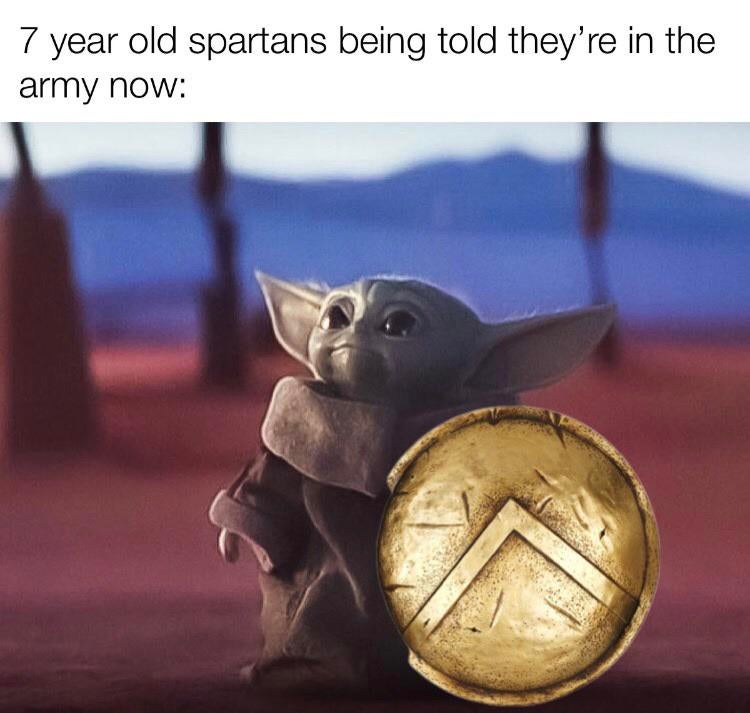 7 year old spartans being told they’re in the
army now: